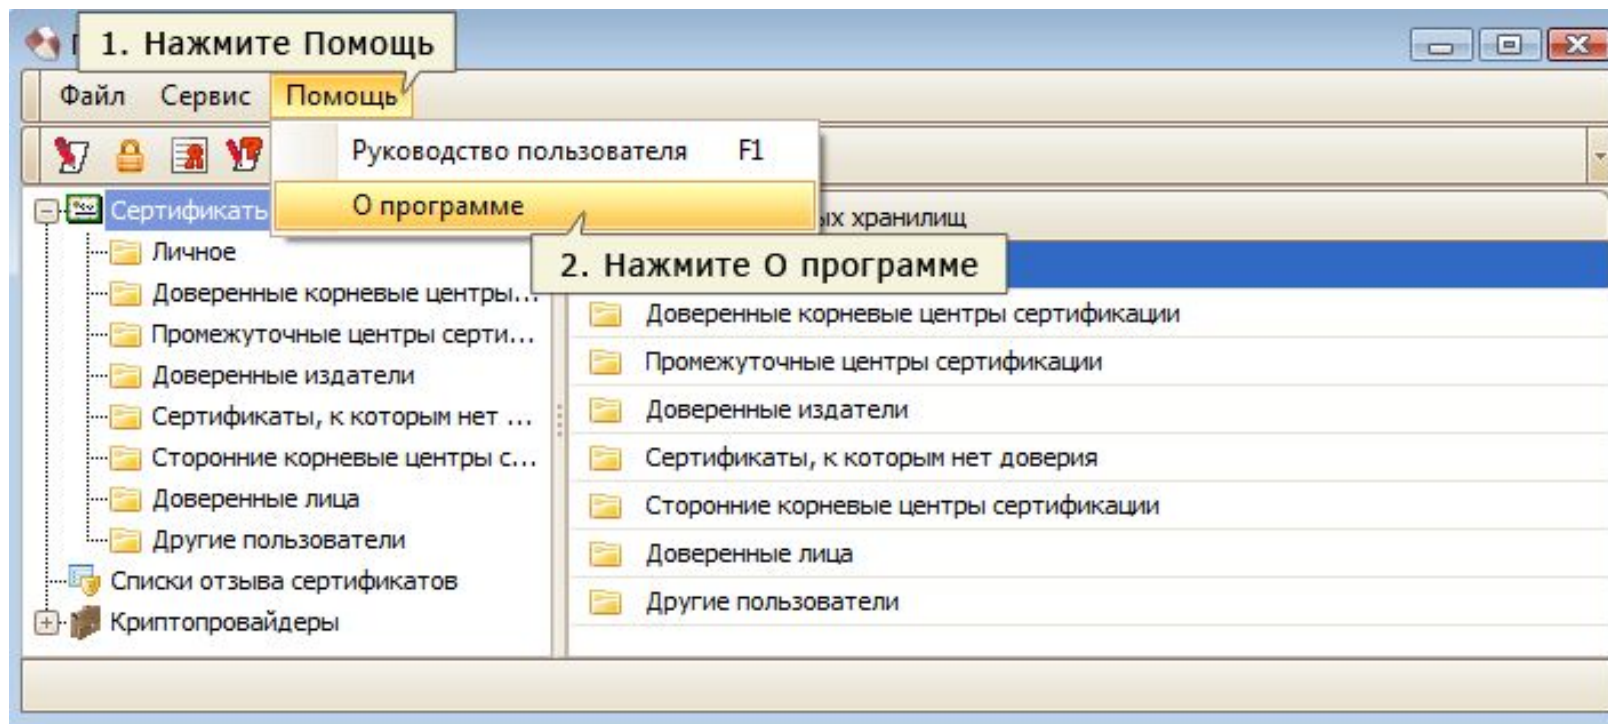 1. Нажмите Помощь
Файл Сервис Помощь
Руководство пользователя F1
О программе
2. Нажмите О программе
Сертификаты
хранилищ
Личное
Доверенные корневые центры...
Промежуточные центры серти...
Доверенные издатели
Сертификаты, к которым нет ...
Сторонние корневые центры с...
Доверенные лица
Другие пользователи
Списки отзыва сертификатов
Криптопровайдеры
Доверенные корневые центры сертификации
Промежуточные центры сертификации
Доверенные издатели
Сертификаты, к которым нет доверия
Сторонние корневые центры сертификации
Доверенные лица
Другие пользователи